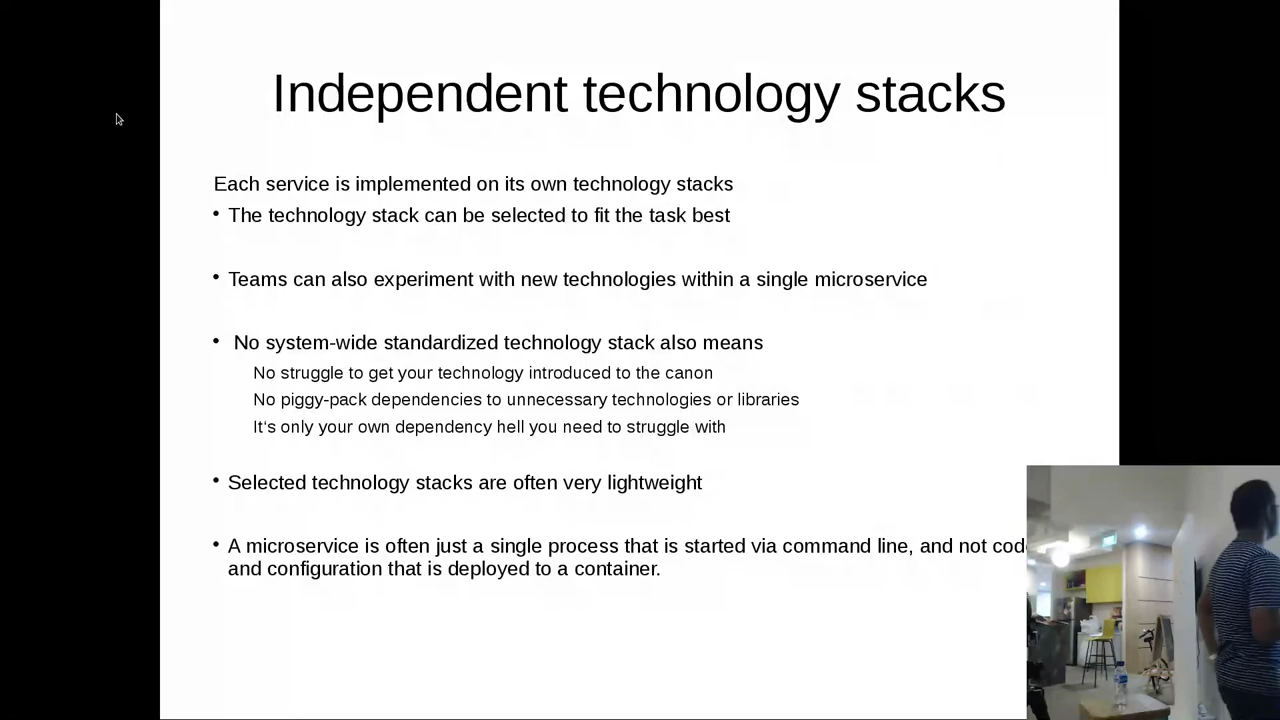 Independent technology stacks
Each service is implemented on its own technology stacks
• The technology stack can be selected to fit the task best
• Teams can also experiment with new technologies within a single microservice
• No system-wide standardized technology stack also means
No struggle to get your technology introduced to the canon
No piggy-pack dependencies to unnecessary technologies or libraries
It's only your own dependency hell you need to struggle with
• Selected technology stacks are often very lightweight
• A microservice is often just a single process that is started via command line, and not cod
and configuration that is deployed to a container.